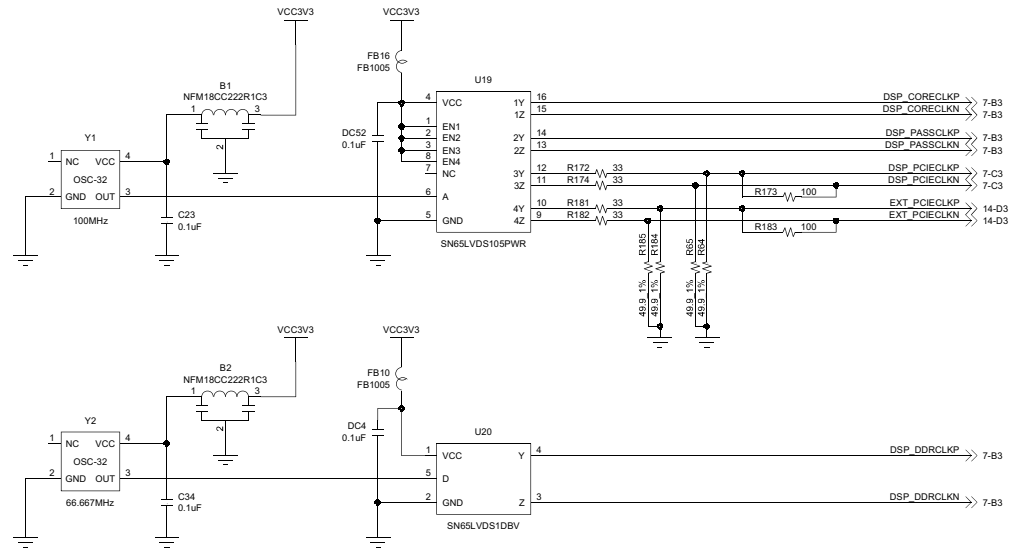 VCC3V3
VCC3V3
FB16
FB1005
B1
NFM18CC222R1C3
1 3
2
U19
Y1
1 NC VCC 4
OSC-32
2 GND OUT 3
100MHz
C23
0.1uF
DC52
0.1uF
4 VCC 1Y 16 DSP_CORECLKP 7-B3
1Z 15 DSP_CORECLKN 7-B3
1 EN1
2 EN2 2Y 14 DSP_PASSCLKP 7-B3
3 EN3 2Z 13 DSP_PASSCLKN 7-B3
8 EN4
7 NC 3Y 12 R172 33 DSP_PCIECLKP 7-C3
3Z 11 R174 33 DSP_PCIECLKN 7-C3
6 A R173 100
4Y 10 R181 33 EXT_PCIECLKP 14-D3
5 GND 4Z 9 R182 33 EXT_PCIECLKN 14-D3
R183 100
SN65LVDS105PWR
R185 R184 R65 R64
49.9 1% 49.9 1% 49.9 1% 49.9 1%
VCC3V3
VCC3V3
FB10
FB1005
B2
NFM18CC222R1C3
1 3
2
Y2
1 NC VCC 4
OSC-32
2 GND OUT 3
66.667MHz
C34
0.1uF
DC4
0.1uF
U20
1 VCC Y 4 DSP_DDRCLKP 7-B3
5 D
2 GND Z 3 DSP_DDRCLKN 7-B3
SN65LVDS1DBV